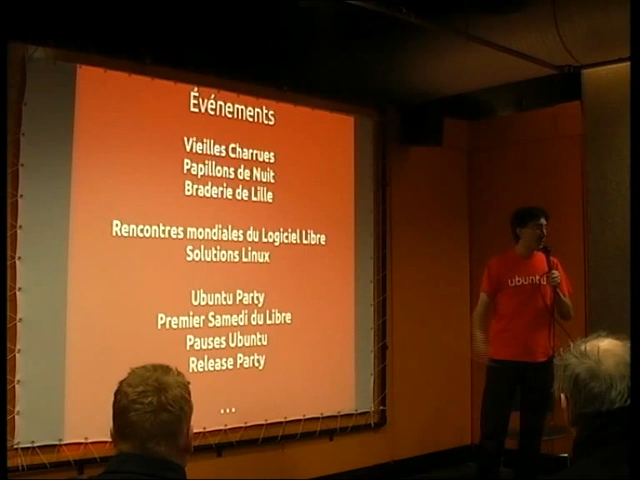 Événements
Vieilles Charrues
Papillons de Nuit
Braderie de Lille
Rencontres mondiales du Logiciel Libre
Solutions Linux
Ubuntu Party
Premier Samedi du Libre
Pauses Ubuntu
Release Party
...
ubuntu